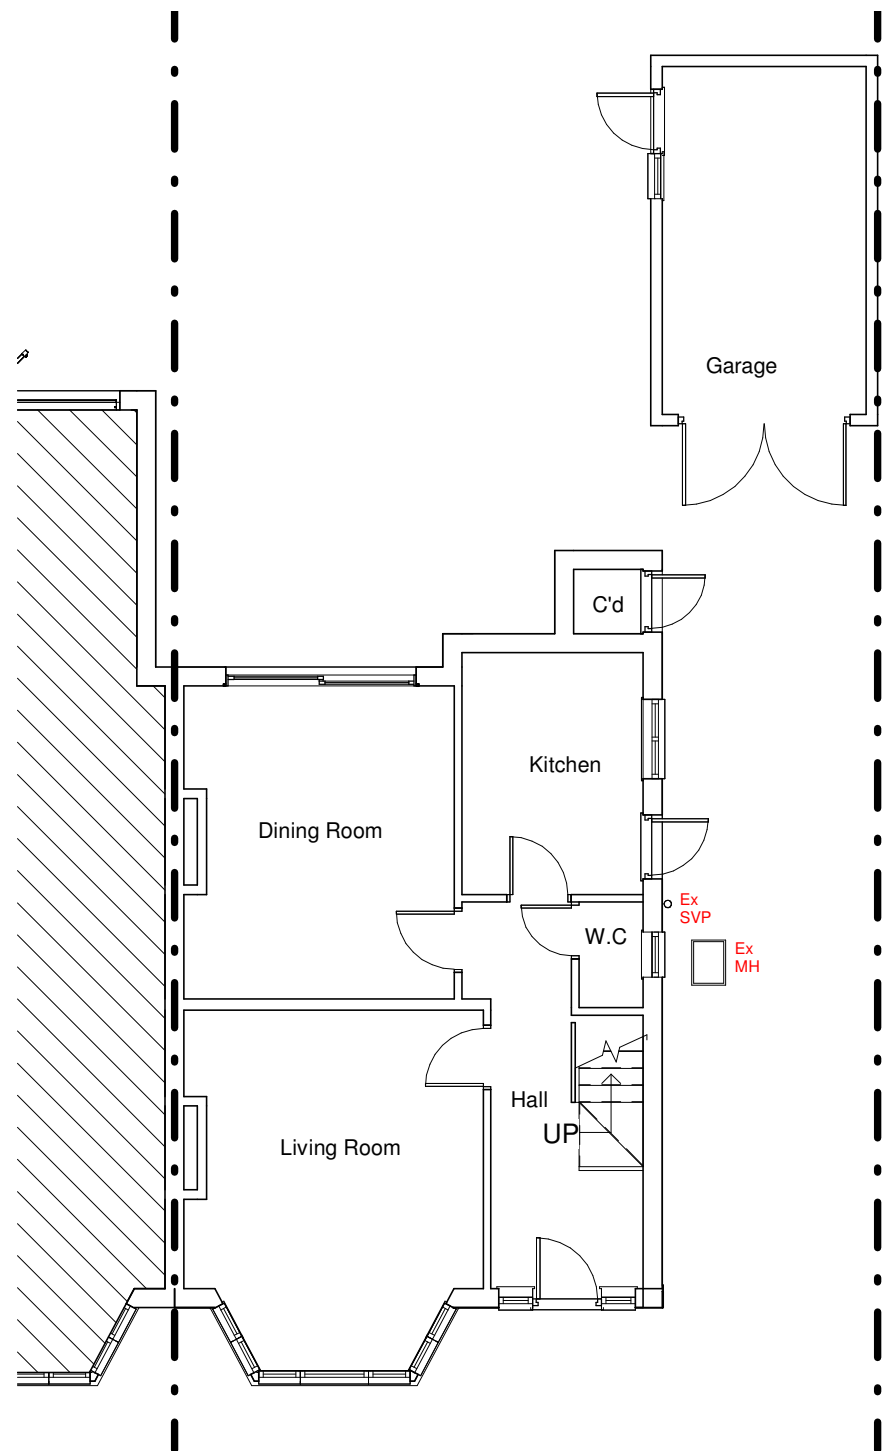 Garage
C'd
Kitchen
Dining Room
Ex
SVP
W.C
Ex
MH
Hall
UP
Living Room